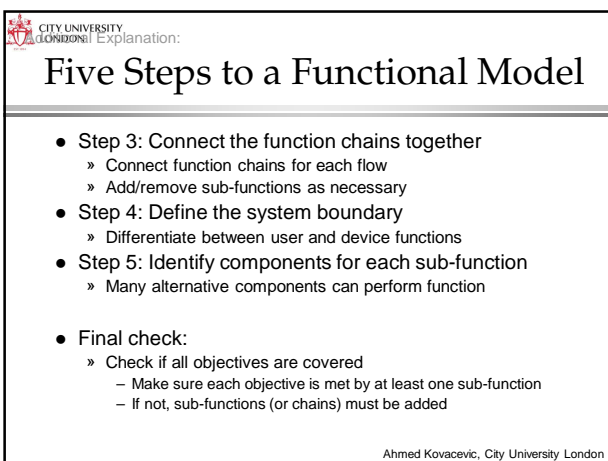 CITY UNIVERSITY
LONDON
Additional Explanation:
Five Steps to a Functional Model
● Step 3: Connect the function chains together
» Connect function chains for each flow
» Add/remove sub-functions as necessary
● Step 4: Define the system boundary
» Differentiate between user and device functions
● Step 5: Identify components for each sub-function
» Many alternative components can perform function
● Final check:
» Check if all objectives are covered
– Make sure each objective is met by at least one sub-function
– If not, sub-functions (or chains) must be added
Ahmed Kovacevic, City University London